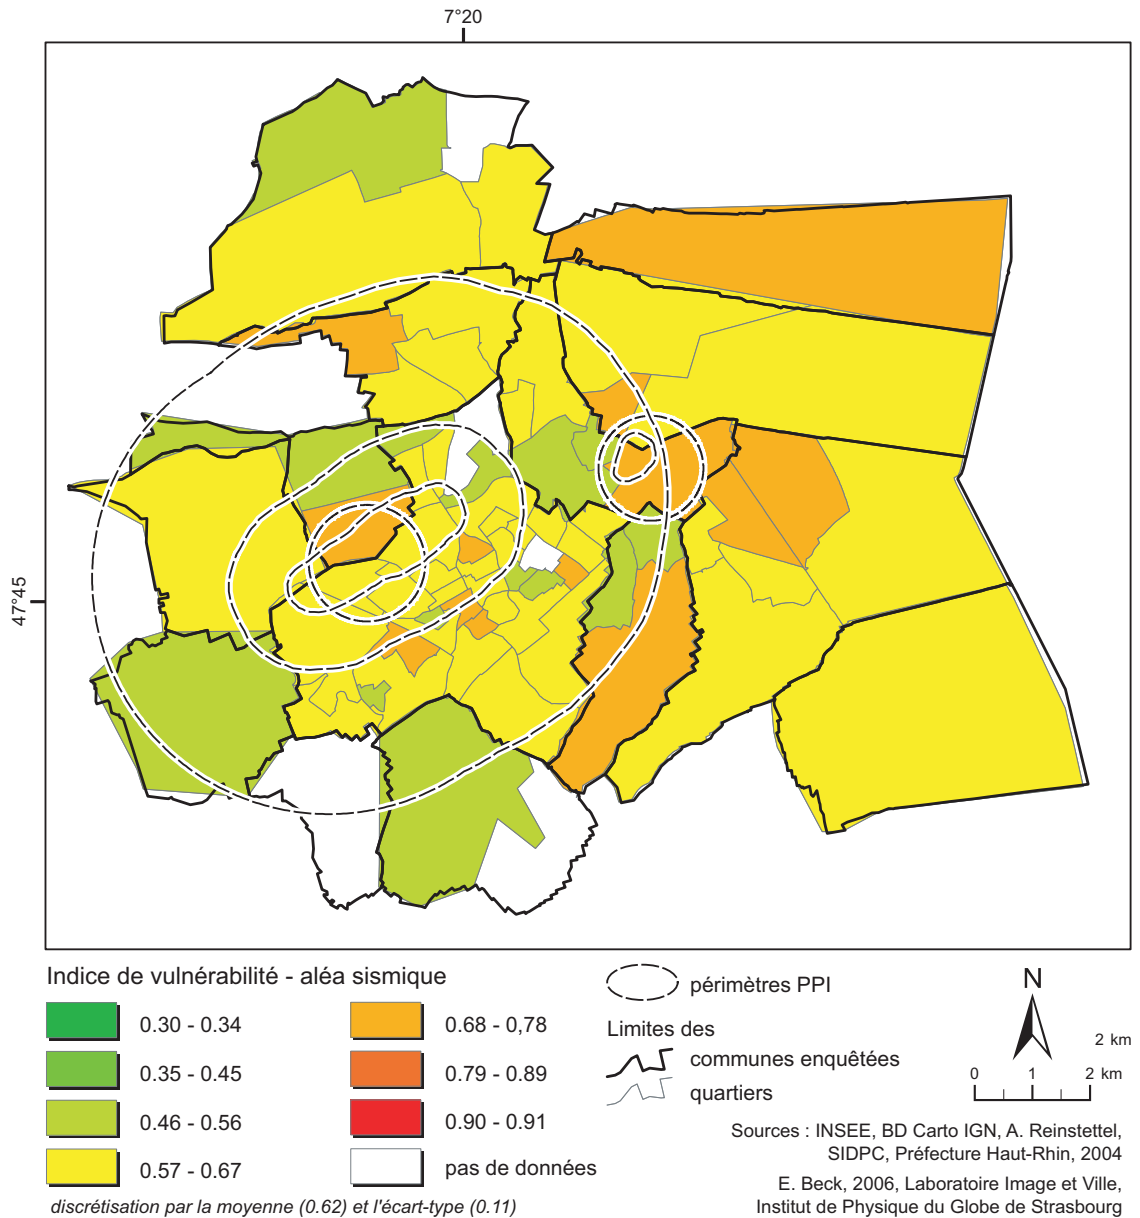 7°20
47°45
Indice de vulnérabilité - aléa sismique
0.30 - 0.34
0.35 - 0.45
0.46 - 0.56
0.57 - 0.67
0.68 - 0,78
0.79 - 0.89
0.90 - 0.91
pas de données
discrétisation par la moyenne (0.62) et l'écart-type (0.11)
périmètres PPI
Limites des
communes enquêtées
quartiers
N
2 km
0 1 2 km
Sources : INSEE, BD Carto IGN, A. Reinstettel,
SIDPC, Préfecture Haut-Rhin, 2004
E. Beck, 2006, Laboratoire Image et Ville,
Institut de Physique du Globe de Strasbourg